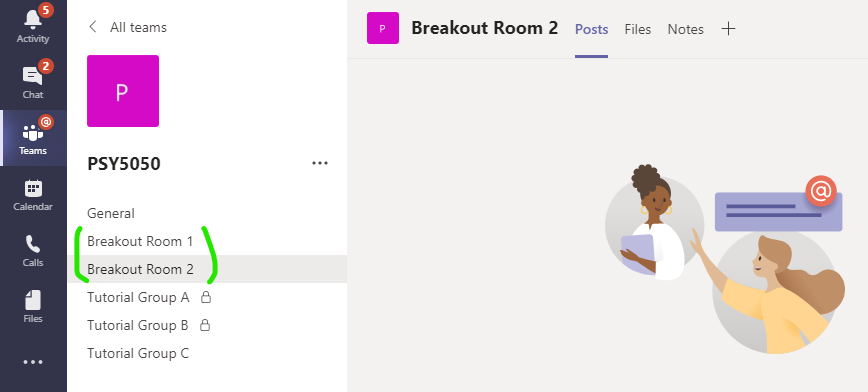 5
Activity
2
Chat
@
Teams
Calendar
Calls
Files
All teams
P
PSY5050
General
Breakout Room 1
Breakout Room 2
Tutorial Group A
Tutorial Group B
Tutorial Group C
P Breakout Room 2 Posts Files Notes
@